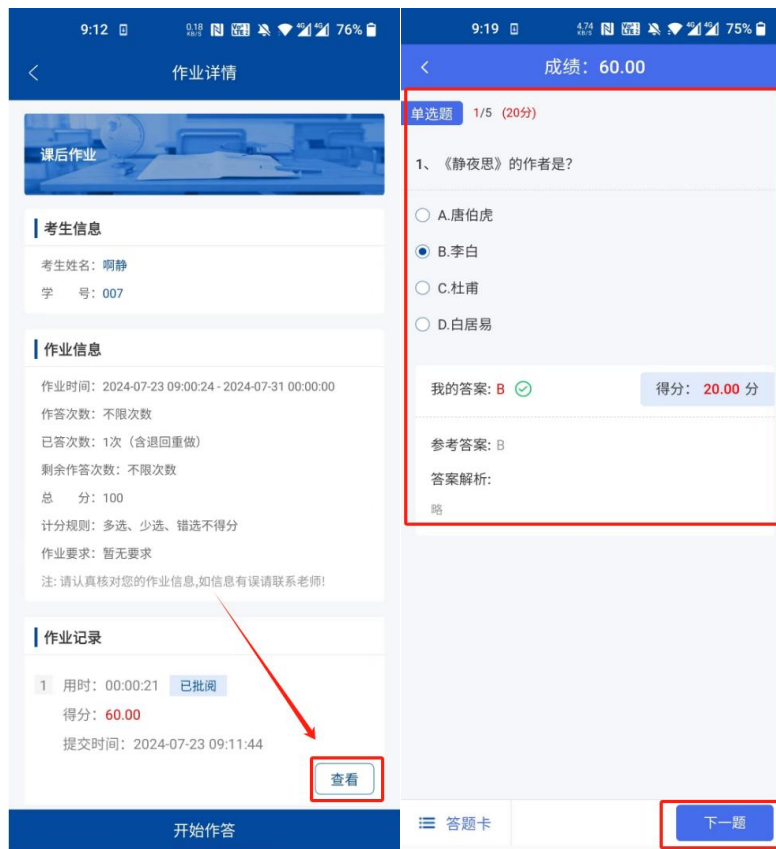 9:12 0.18 KB/S 4G 4G 76%
作业详情
课后作业
考生信息
考生姓名：啊静
学 号：007
作业信息
作业时间：2024-07-23 09:00:24 - 2024-07-31 00:00:00
作答次数：不限次数
已答次数：1次（含退回重做）
剩余作答次数：不限次数
总 分：100
计分规则：多选、少选、错选不得分
作业要求：暂无要求
注: 请认真核对您的作业信息,如信息有误请联系老师!
作业记录
1 用时：00:00:21 已批阅
得分：60.00
提交时间：2024-07-23 09:11:44
查看
开始作答
9:19 4.74 KB/S 4G 4G 75%
成绩：60.00
单选题 1/5 (20分)
1、《静夜思》的作者是?
A.唐伯虎
B.李白
C.杜甫
D.白居易
我的答案: B 得分： 20.00 分
参考答案: B
答案解析:
略
答题卡 下一题